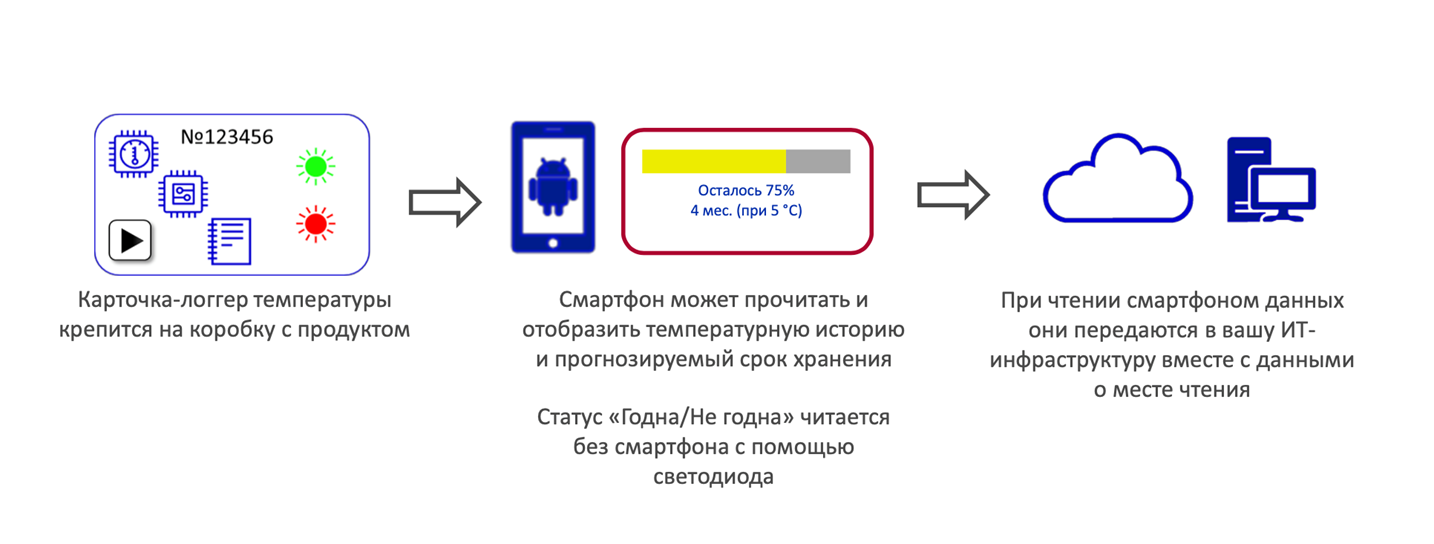 №123456
Карточка-логгер температуры
крепится на коробку с продуктом
Осталось 75%
4 мес. (при 5 °C)
Смартфон может прочитать и
отобразить температурную историю
и прогнозируемый срок хранения
Статус «Годна/Не годна» читается
без смартфона с помощью
светодиода
При чтении смартфоном данных
они передаются в вашу ИТ-
инфраструктуру вместе с данными
о месте чтения